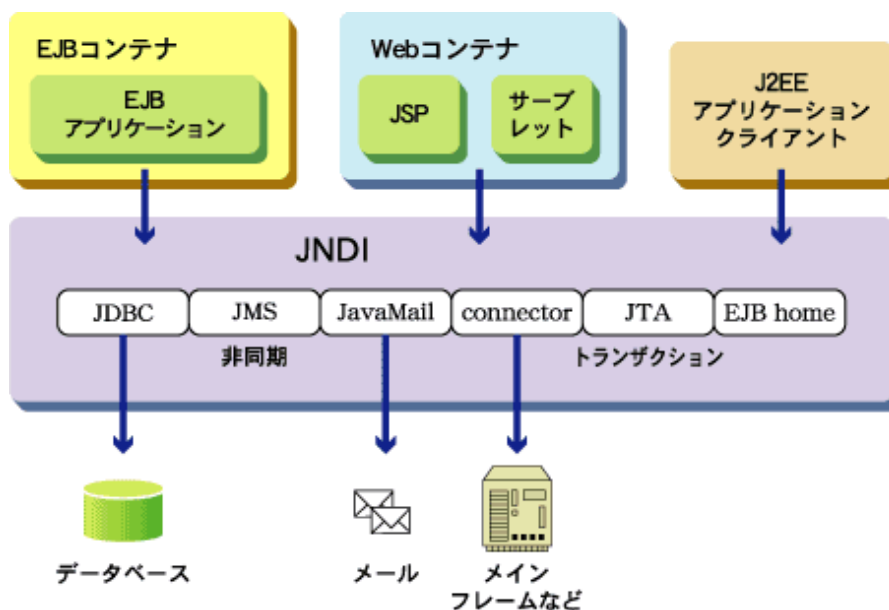 EJBコンテナ
EJB
アプリケーション
Webコンテナ
JSP
サーブ
レット
J2EE
アプリケーション
クライアント
JNDI
JDBC
JMS
JavaMail
connector
JTA
EJB home
非同期
トランザクション
データベース
メール
メイン
フレームなど